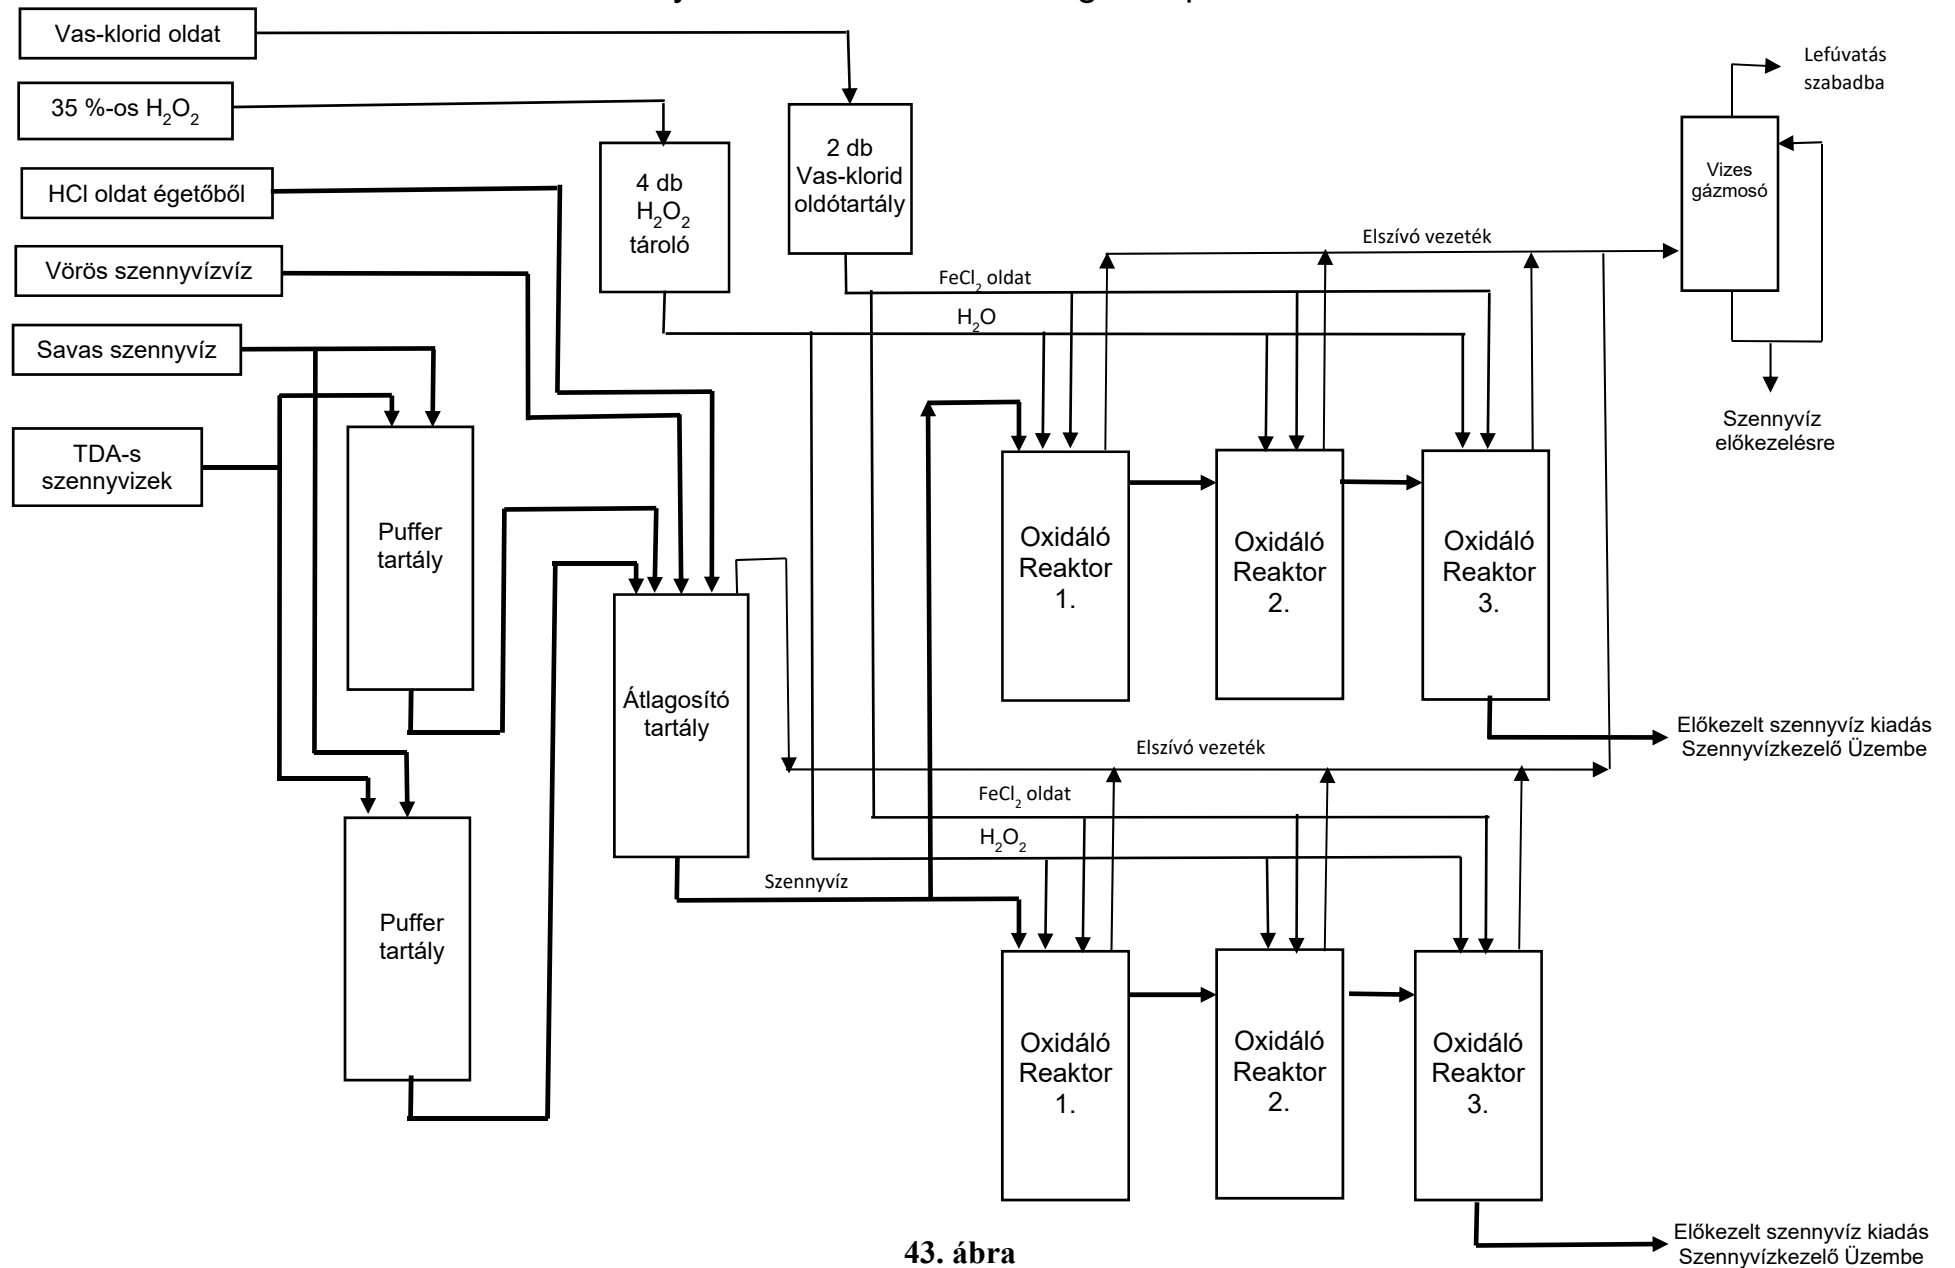 Vas-klorid oldat
35 %-os H₂O₂
HCl oldat égetőből
Vörös szennyvízvíz
Savas szennyvíz
TDA-s
szennyvizek
4 db
H₂O₂
tároló
2 db
Vas-klorid
oldótartály
Lefúvatás
szabadba
Vizes
gázmosó
Elszívó vezeték
FeCl₂ oldat
H₂O
Szennyvíz
előkezelésre
Puffer
tartály
Oxidáló
Reaktor
1.
Oxidáló
Reaktor
2.
Oxidáló
Reaktor
3.
Átlagosító
tartály
Előkezelt szennyvíz kiadás
Szennyvízkezelő Üzembe
Elszívó vezeték
FeCl₂ oldat
H₂O₂
Szennyvíz
Puffer
tartály
Oxidáló
Reaktor
1.
Oxidáló
Reaktor
2.
Oxidáló
Reaktor
3.
Előkezelt szennyvíz kiadás
Szennyvízkezelő Üzembe
43. ábra